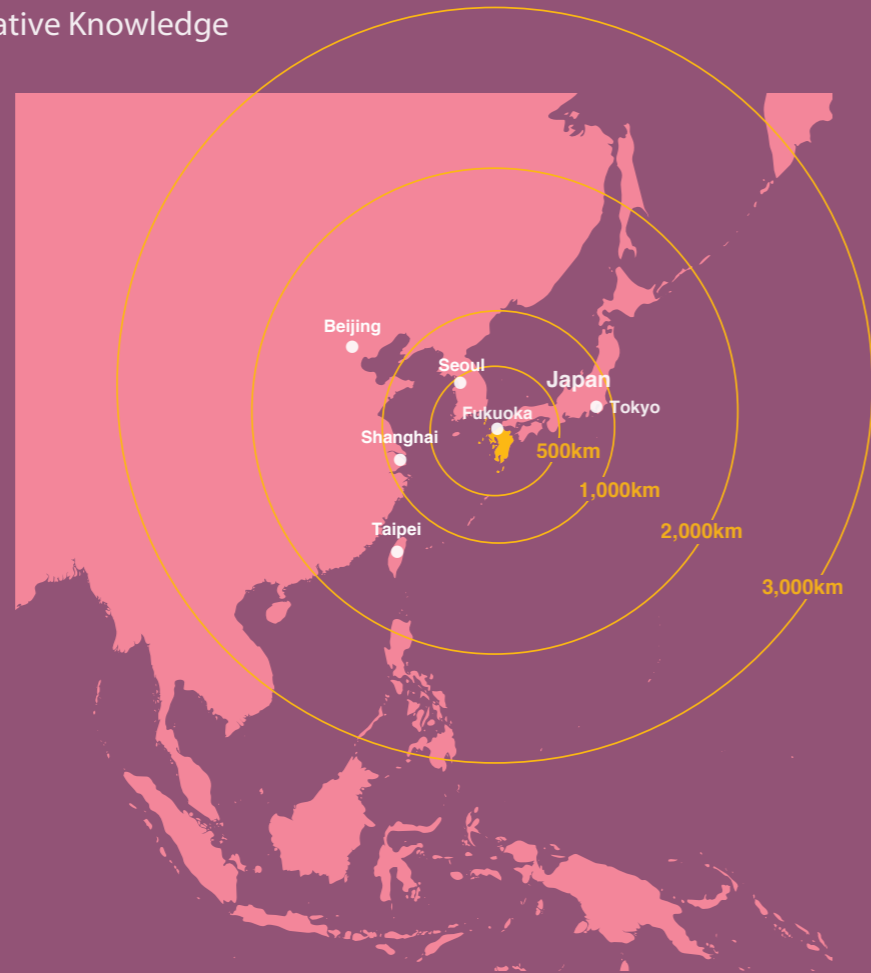 ative Knowledge
Beijing
Seoul
Japan
Tokyo
Fukuoka
Shanghai
500km
1,000km
Taipei
2,000km
3,000km